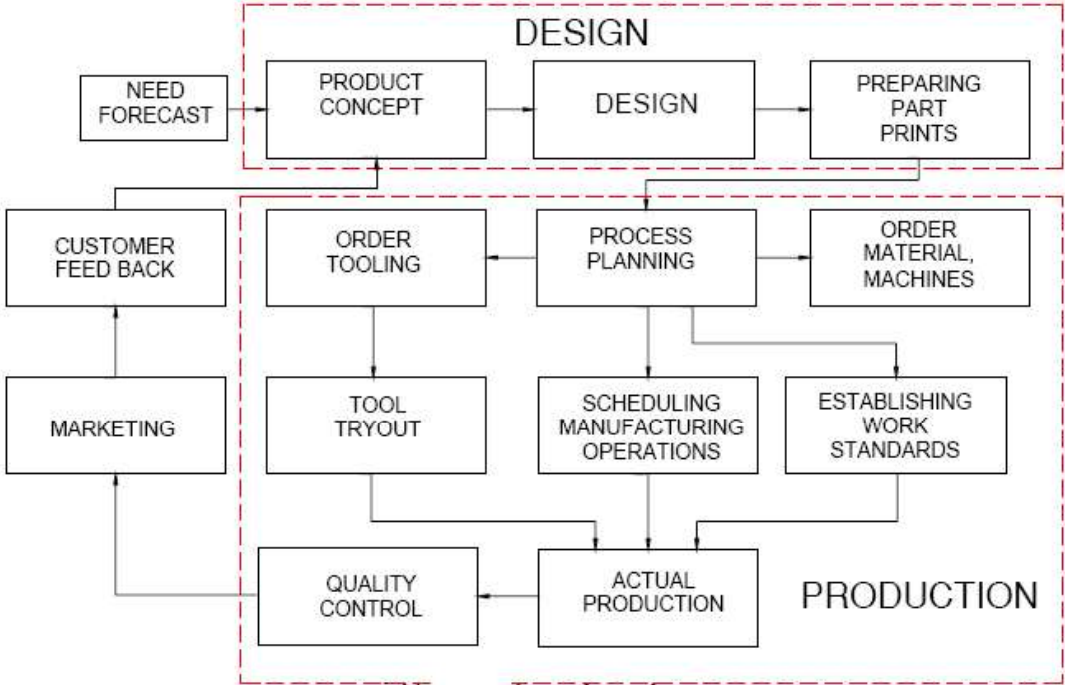 DESIGN
NEED
FORECAST
PRODUCT
CONCEPT
DESIGN
PREPARING
PART
PRINTS
CUSTOMER
FEED BACK
ORDER
TOOLING
PROCESS
PLANNING
ORDER
MATERIAL,
MACHINES
MARKETING
TOOL
TRYOUT
SCHEDULING
MANUFACTURING
OPERATIONS
ESTABLISHING
WORK
STANDARDS
QUALITY
CONTROL
ACTUAL
PRODUCTION
PRODUCTION